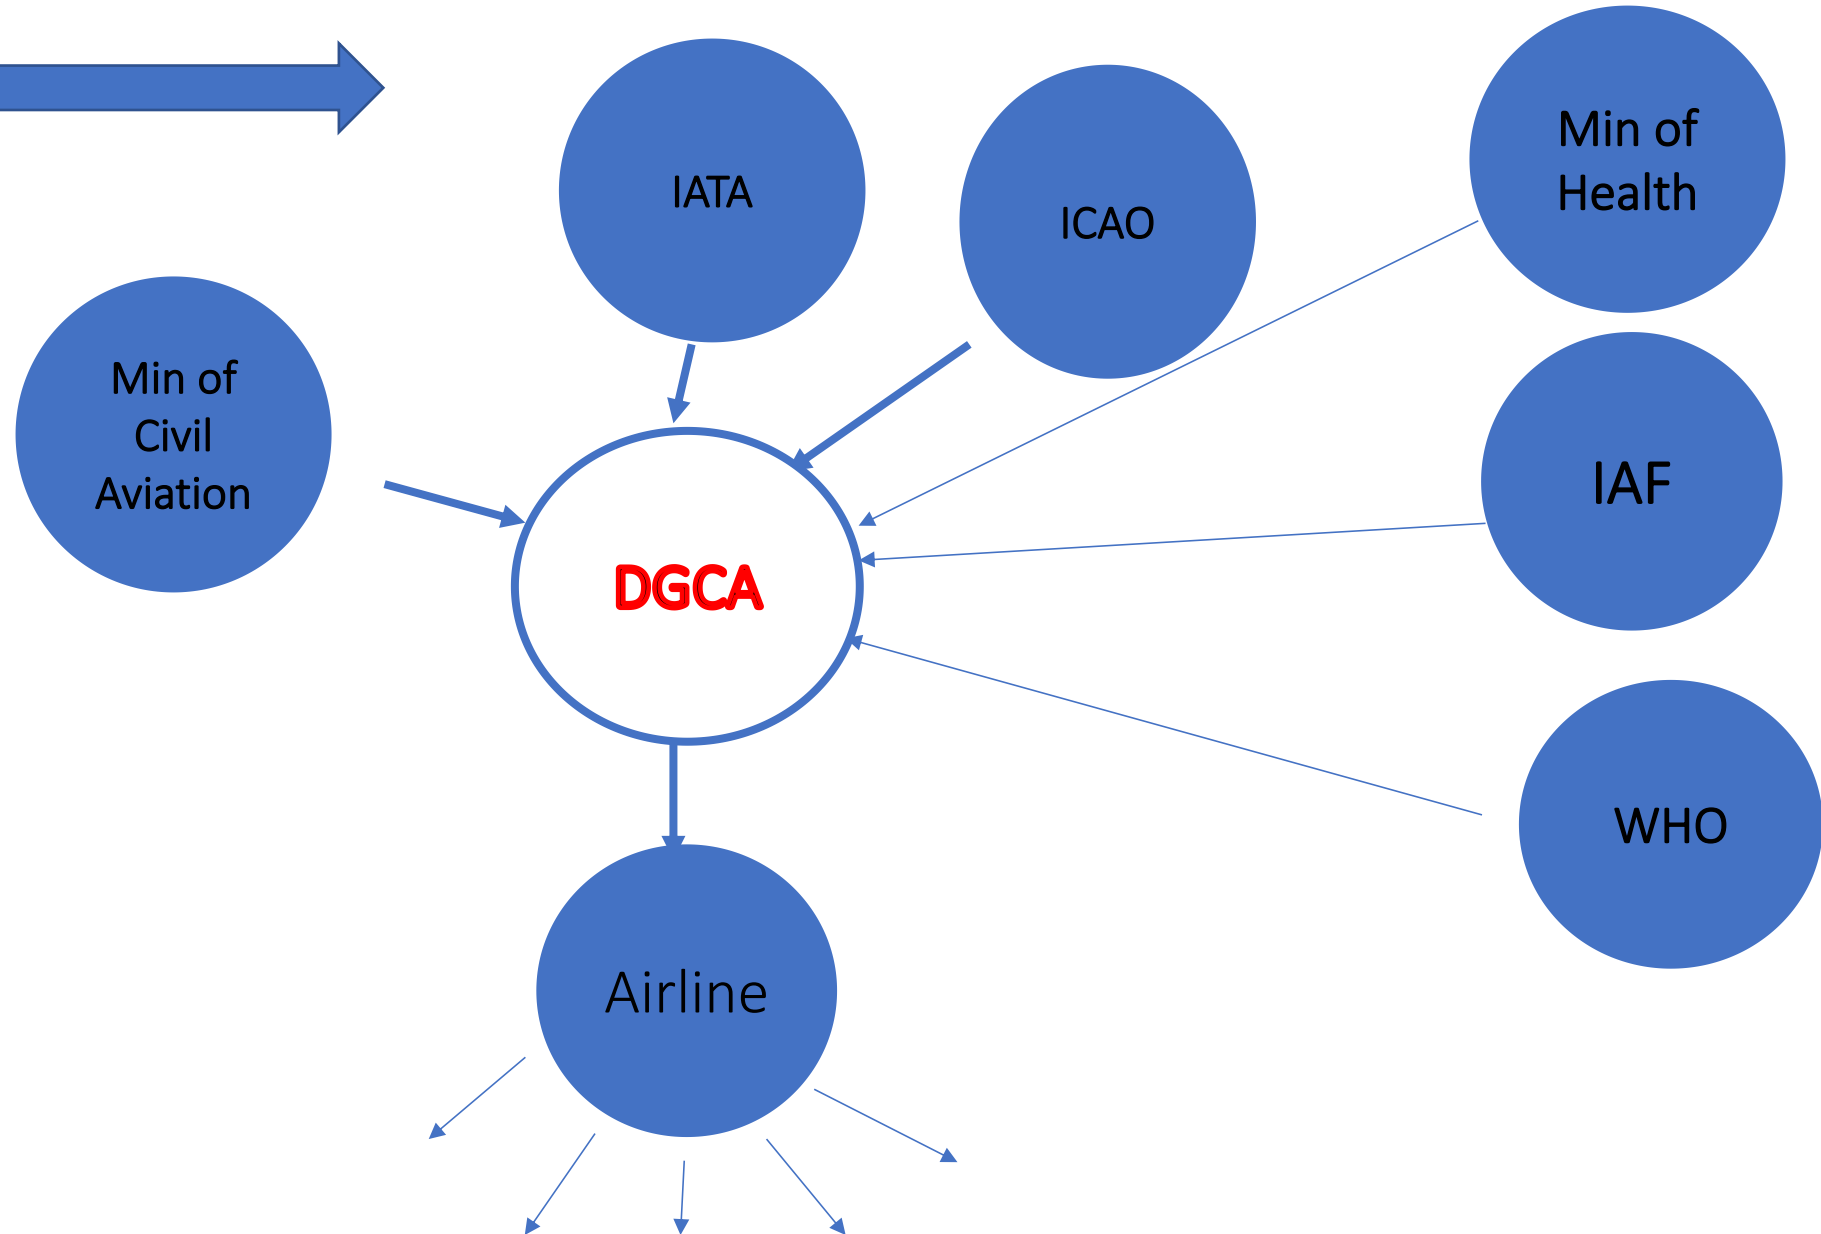 IATA
ICAO
Min of
Health
Min of
Civil
Aviation
IAF
DGCA
WHO
Airline